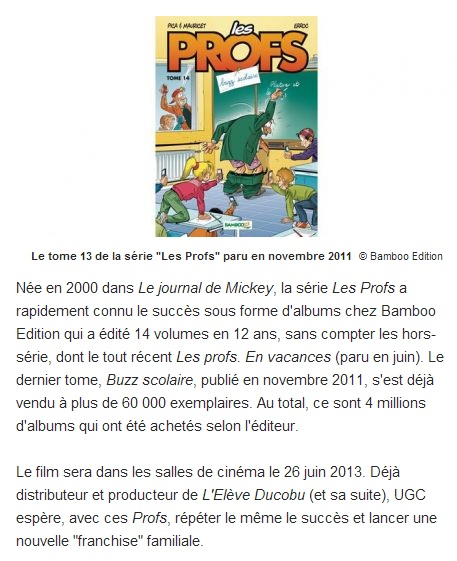 PICA & MAURICET
ERROC
les
PROFS
TOME 14
buzz scolaire
BAMBOO
Le tome 13 de la série "Les Profs" paru en novembre 2011 © Bamboo Edition
Née en 2000 dans Le journal de Mickey, la série Les Profs a
rapidement connu le succès sous forme d'albums chez Bamboo
Edition qui a édité 14 volumes en 12 ans, sans compter les hors-
série, dont le tout récent Les profs. En vacances (paru en juin). Le
dernier tome, Buzz scolaire, publié en novembre 2011, s'est déjà
vendu à plus de 60 000 exemplaires. Au total, ce sont 4 millions
d'albums qui ont été achetés selon l'éditeur.
Le film sera dans les salles de cinéma le 26 juin 2013. Déjà
distributeur et producteur de L'Elève Ducobu (et sa suite), UGC
espère, avec ces Profs, répéter le même le succès et lancer une
nouvelle "franchise" familiale.